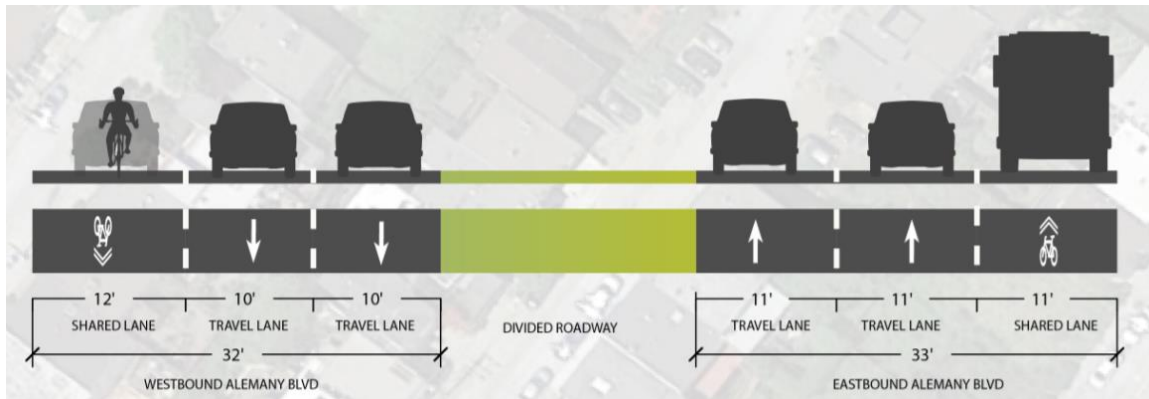 12' 10' 10' 11' 11' 11'
SHARED LANE TRAVEL LANE TRAVEL LANE DIVIDED ROADWAY TRAVEL LANE TRAVEL LANE SHARED LANE
32' 33'
WESTBOUND ALEMANY BLVD EASTBOUND ALEMANY BLVD